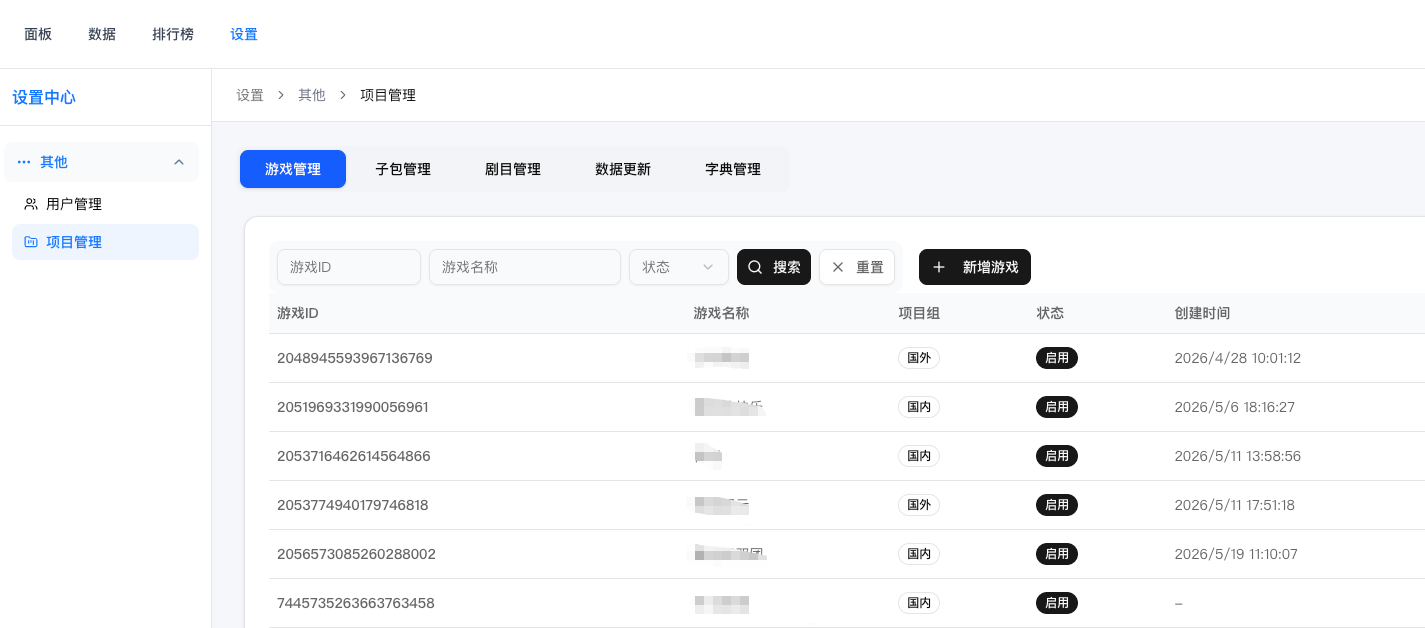 面板 数据 排行榜 设置
设置中心
设置 > 其他 > 项目管理
其他
用户管理
项目管理
游戏管理 子包管理 剧目管理 数据更新 字典管理
游戏ID 游戏名称 状态 搜索 重置 新增游戏
游戏ID 游戏名称 项目组 状态 创建时间
2048945593967136769 国外 启用 2026/4/28 10:01:12
2051969331990056961 国内 启用 2026/5/6 18:16:27
2053716462614564866 国内 启用 2026/5/11 13:58:56
2053774940179746818 国外 启用 2026/5/11 17:51:18
2056573085260288002 国内 启用 2026/5/19 11:10:07
7445735263663763458 国内 启用 –